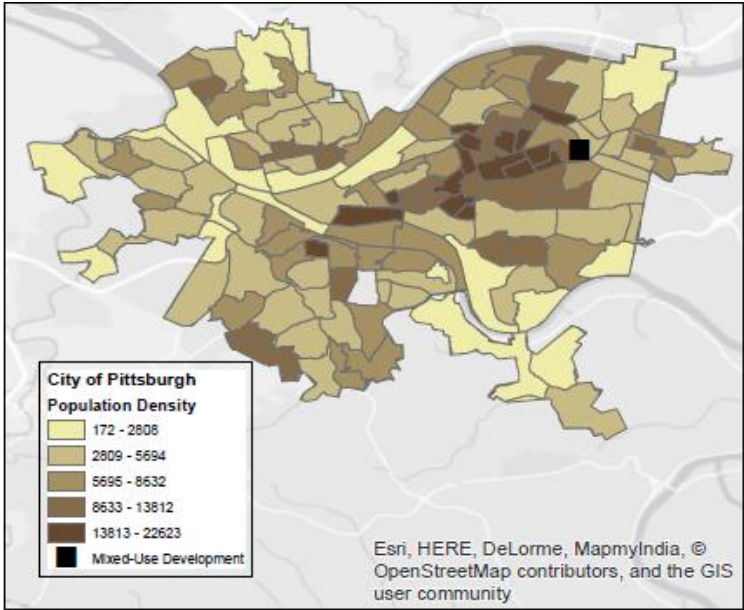 City of Pittsburgh
Population Density
172 - 2808
2809 - 5694
5695 - 8632
8633 - 13812
13813 - 22623
Mixed-Use Development
Esri, HERE, DeLorme, MapmyIndia, ©
OpenStreetMap contributors, and the GIS
user community